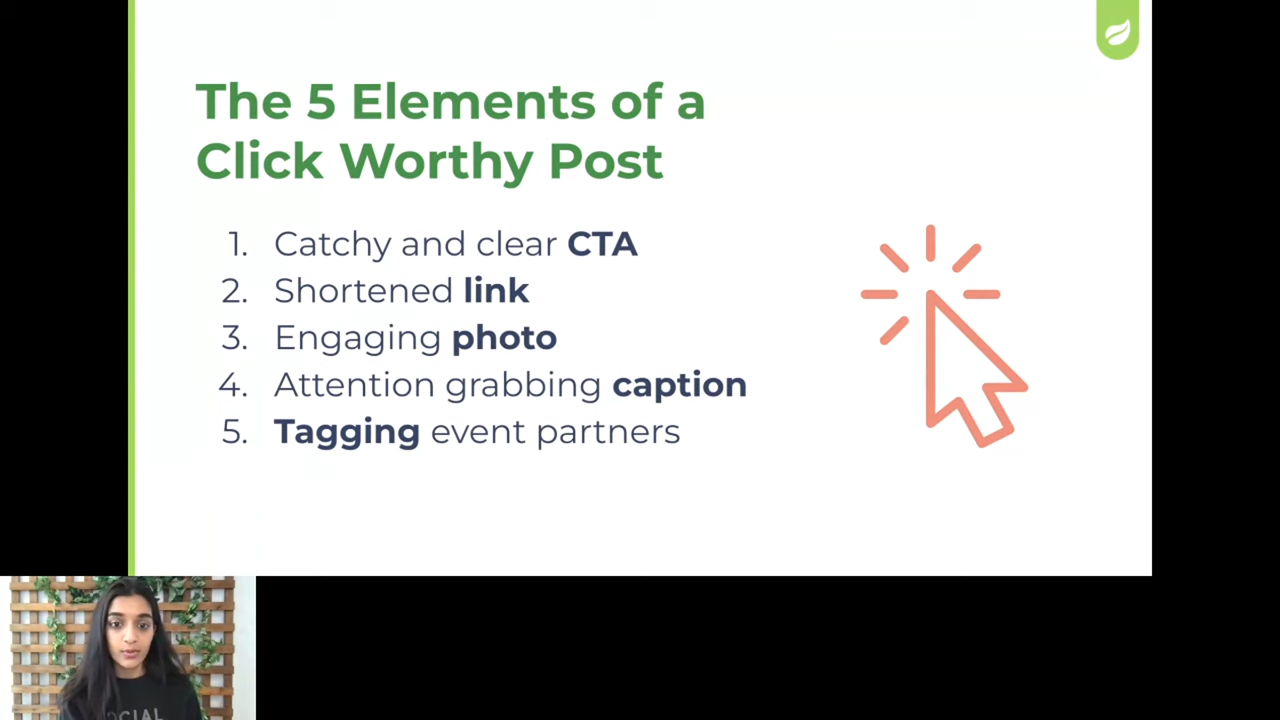 The 5 Elements of a
Click Worthy Post
1. Catchy and clear CTA
2. Shortened link
3. Engaging photo
4. Attention grabbing caption
5. Tagging event partners
SOCIAL